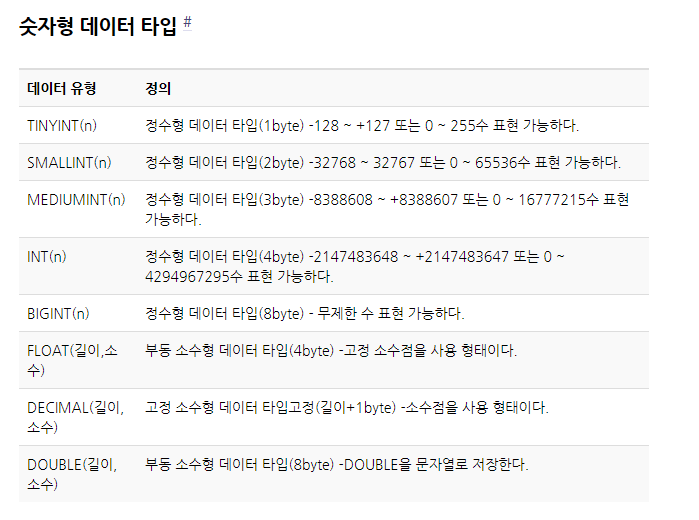 숫자형 데이터 타입 #
데이터 유형 정의
TINYINT(n) 정수형 데이터 타입(1byte) -128 ~ +127 또는 0 ~ 255수 표현 가능하다.
SMALLINT(n) 정수형 데이터 타입(2byte) -32768 ~ 32767 또는 0 ~ 65536수 표현 가능하다.
MEDIUMINT(n) 정수형 데이터 타입(3byte) -8388608 ~ +8388607 또는 0 ~ 16777215수 표현
가능하다.
INT(n) 정수형 데이터 타입(4byte) -2147483648 ~ +2147483647 또는 0 ~
4294967295수 표현 가능하다.
BIGINT(n) 정수형 데이터 타입(8byte) - 무제한 수 표현 가능하다.
FLOAT(길이,소 부동 소수형 데이터 타입(4byte) -고정 소수점을 사용 형태이다.
수)
DECIMAL(길이, 고정 소수형 데이터 타입고정(길이+1byte) -소수점을 사용 형태이다.
소수)
DOUBLE(길이, 부동 소수형 데이터 타입(8byte) -DOUBLE을 문자열로 저장한다.
소수)